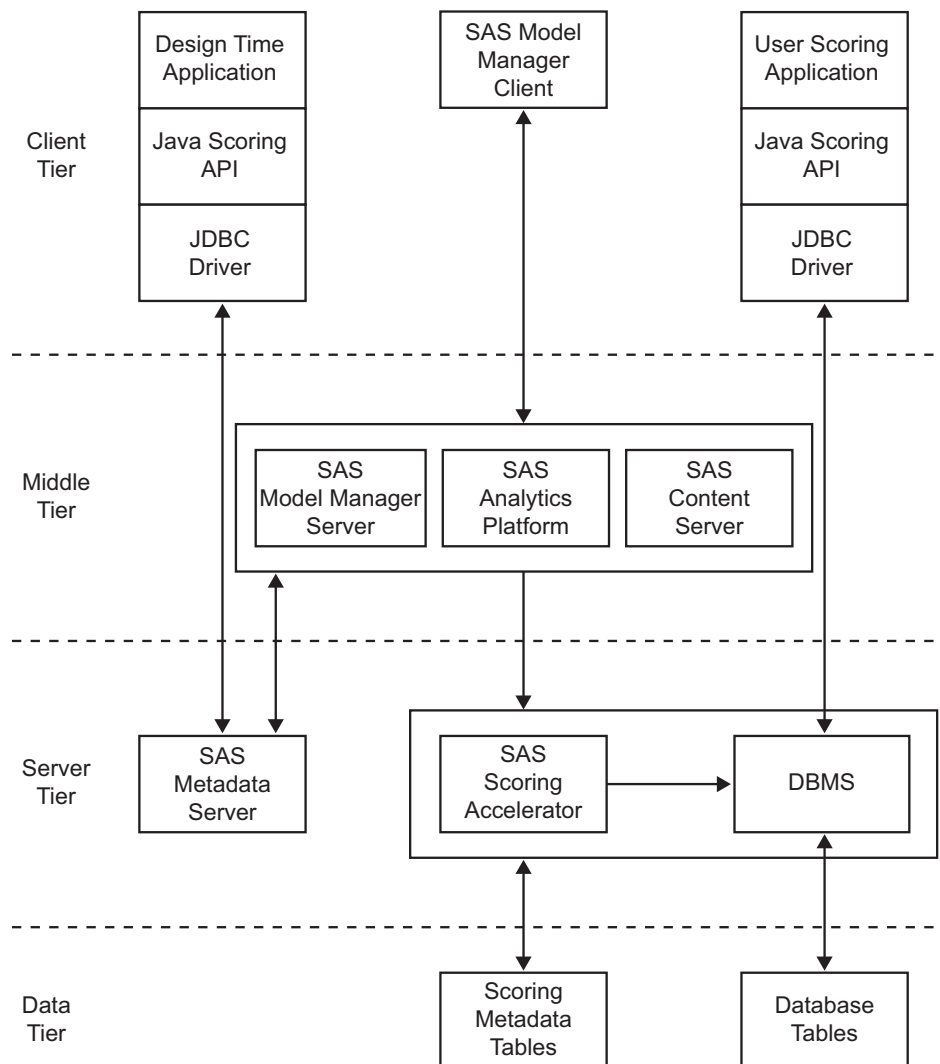 Design Time
Application
SAS Model
Manager
Client
User Scoring
Application
Client
Tier
Java Scoring
API
Java Scoring
API
JDBC
Driver
JDBC
Driver
Middle
Tier
SAS
Model Manager
Server
SAS
Analytics
Platform
SAS
Content
Server
Server
Tier
SAS
Metadata
Server
SAS
Scoring
Accelerator
DBMS
Data
Tier
Scoring
Metadata
Tables
Database
Tables